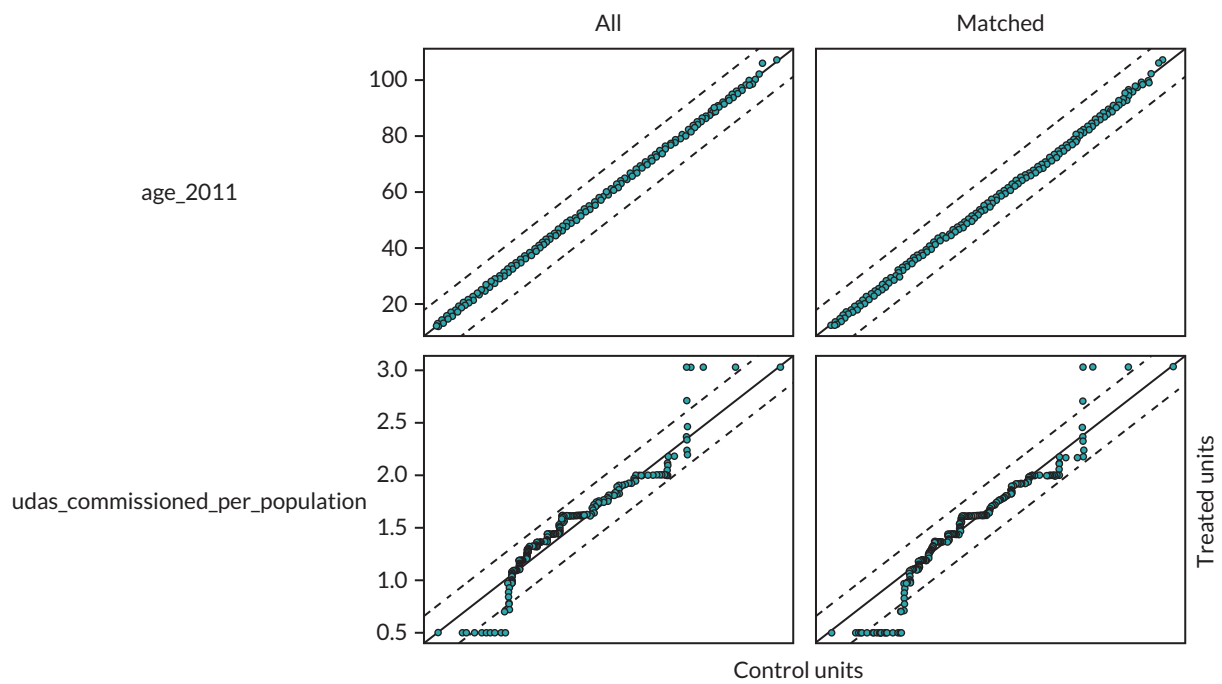 All
Matched
100
80
60
40
20
age_2011
3.0
2.5
2.0
1.5
1.0
0.5
udas_commissioned_per_population
Treated units
Control units